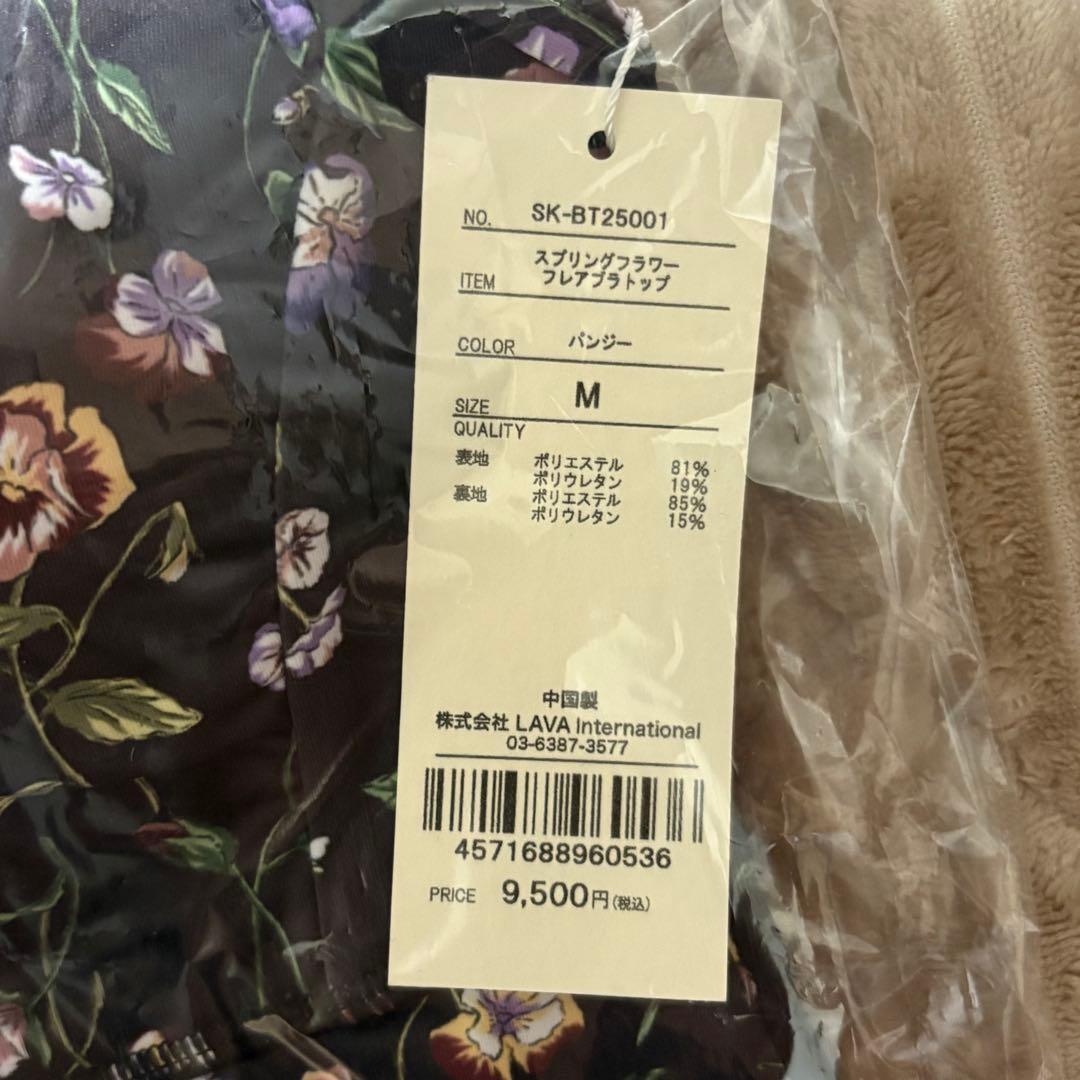 NO. SK-BT25001
スプリングフラワー
ITEM フレアブラトップ
COLOR パンジー
SIZE M
QUALITY
表地 ポリエステル 81%
ポリウレタン 19%
裏地 ポリエステル 85%
ポリウレタン 15%
中国製
株式会社 LAVA International
03-6387-3577
4571688960536
PRICE 9,500円(税込)